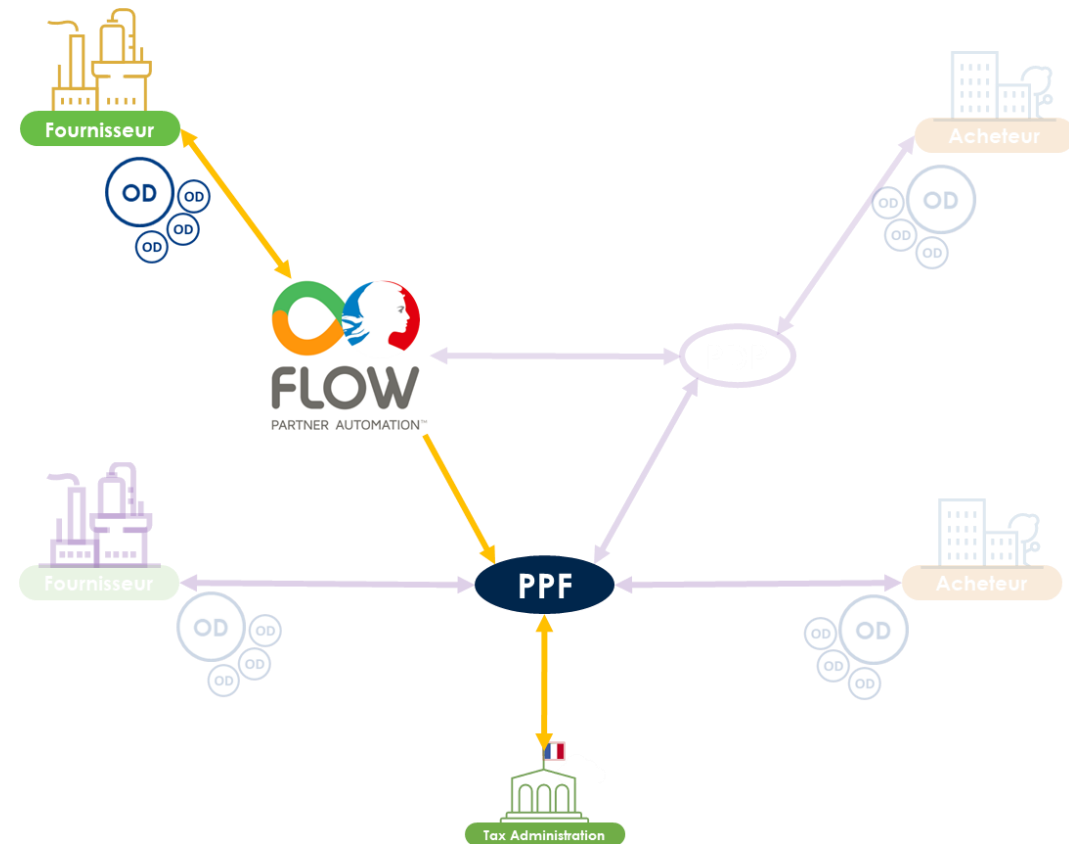 Fournisseur
Acheteur
OD
OD
OD
OD
OD
OD
OD
OD
FLOW
PARTNER AUTOMATION™
Fournisseur
PPF
Acheteur
OD
OD
OD
OD
OD
OD
OD
OD
Tax Administration